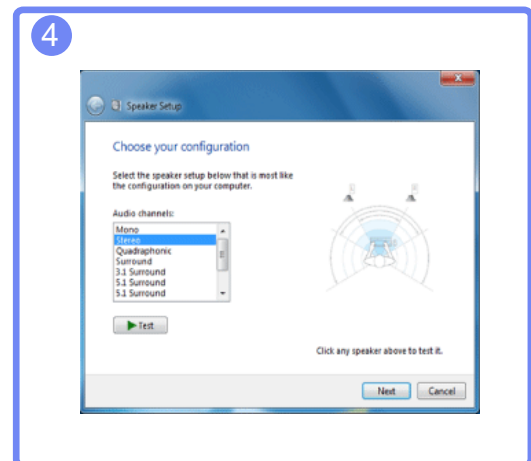 4
Speaker Setup
Choose your configuration
Select the speaker setup below that is most like
the configuration on your computer.
Audio channels:
Mono
Stereo
Quadraphonic
Surround
3.1 Surround
5.1 Surround
5.1 Surround
Test
Click any speaker above to test it.
Next
Cancel